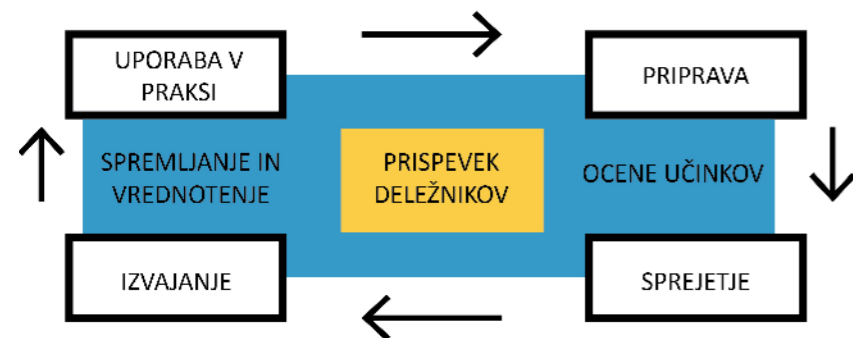 UPORABA V
PRAKSI
PRIPRAVA
SPREMLJANJE IN
VREDNOTENJE
PRISPEVEK
DELEŽNIKOV
OCENE UČINKOV
IZVAJANJE
SPREJETJE